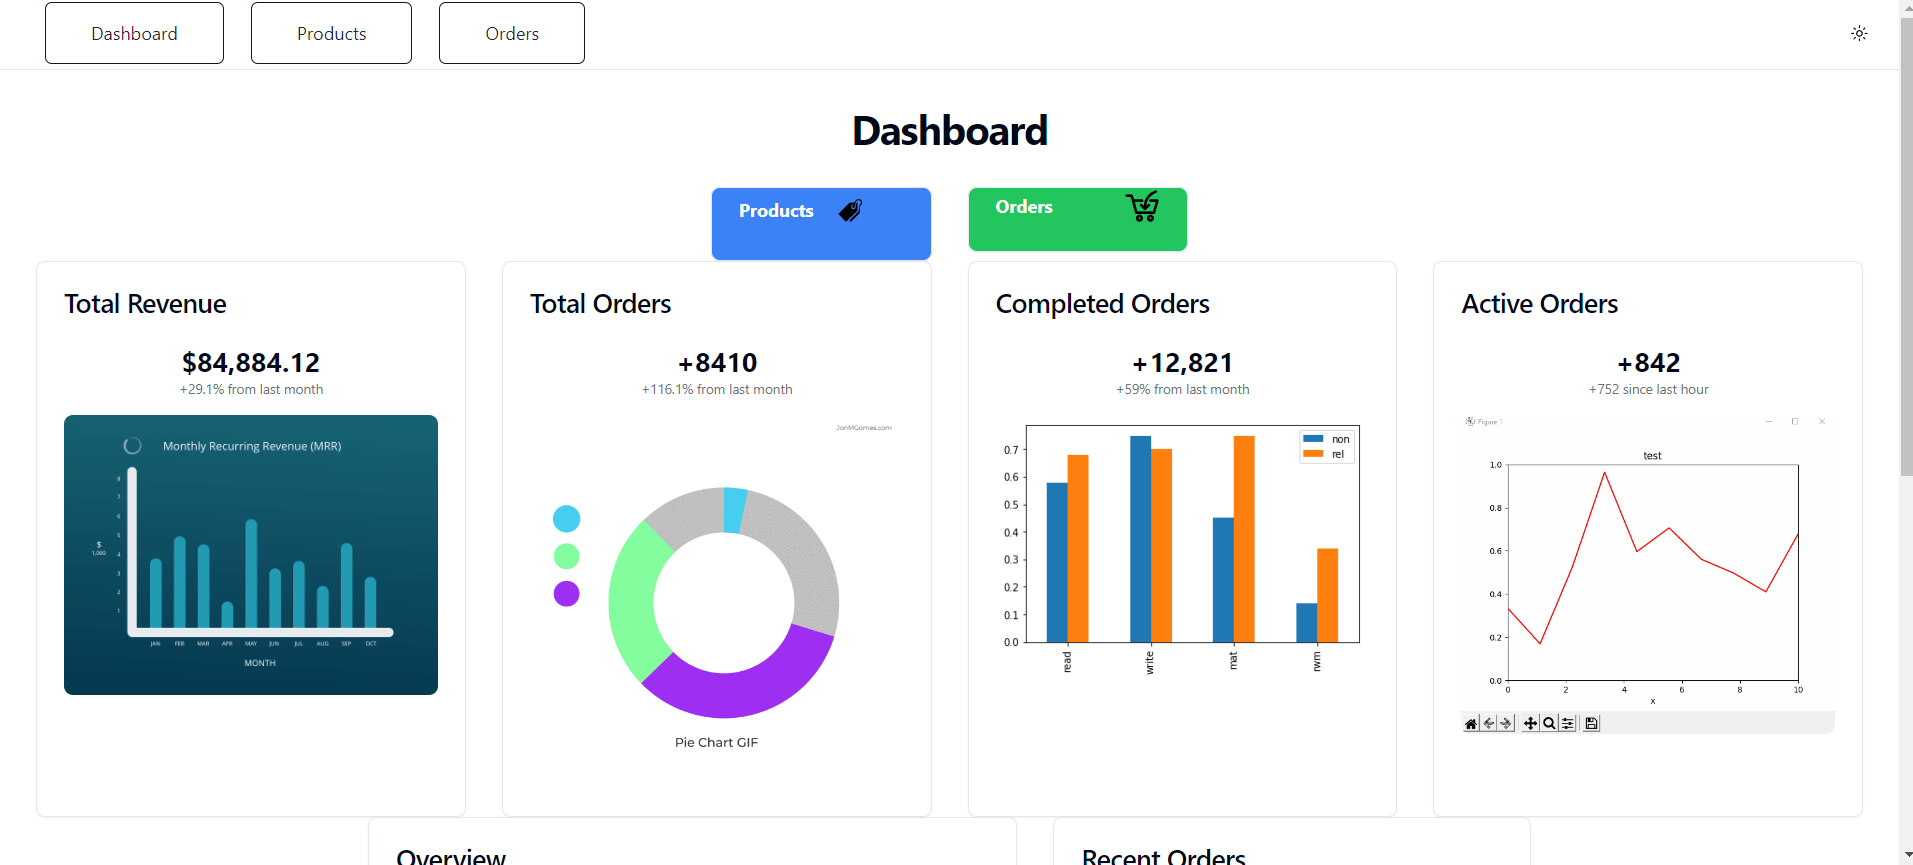 Dashboard
Products
Orders
Dashboard
Products
Orders
Total Revenue
$84,884.12
+29.1% from last month
Monthly Recurring Revenue (MRR)
8
7
6
5
4
3
2
1
$
1,000
JAN FEB MAR APR MAY JUN JUL AUG SEP OCT
MONTH
Total Orders
+8410
+116.1% from last month
JonMGomes.com
Pie Chart GIF
Completed Orders
+12,821
+59% from last month
non
rel
0.7
0.6
0.5
0.4
0.3
0.2
0.1
0.0
read write mat rwm
Active Orders
+842
+752 since last hour
Figure 1
test
1.0
0.8
0.6
0.4
0.2
0.0
0 2 4 6 8 10
x
Overview
Recent Orders